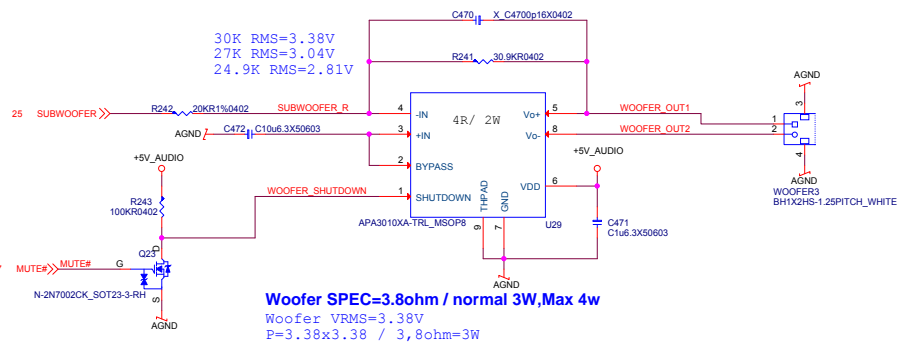 C470
X_C4700p16X0402
30K RMS=3.38V
27K RMS=3.04V
24.9K RMS=2.81V
R241
30.9KR0402
AGND
25 SUBWOOFER
R242
20KR1%0402
SUBWOOFER_R
4
-IN
4R/ 2W
Vo+
5
WOOFER_OUT1
3
1
AGND
C472
C10u6.3X50603
3
+IN
Vo-
8
WOOFER_OUT2
2
+5V_AUDIO
2
BYPASS
+5V_AUDIO
4
VDD
6
AGND
WOOFER3
BH1X2HS-1.25PITCH_WHITE
R243
100KR0402
WOOFER_SHUTDOWN
1
SHUTDOWN
THPAD
GND
APA3010XA-TRL_MSOP8
U29
9
7
C471
C1u6.3X50603
D
Q23
MUTE#
MUTE#
G
S
N-2N7002CK_SOT23-3-RH
AGND
AGND
Woofer SPEC=3.8ohm / normal 3W,Max 4w
Woofer VRMS=3.38V
P=3.38x3.38 / 3,8ohm=3W